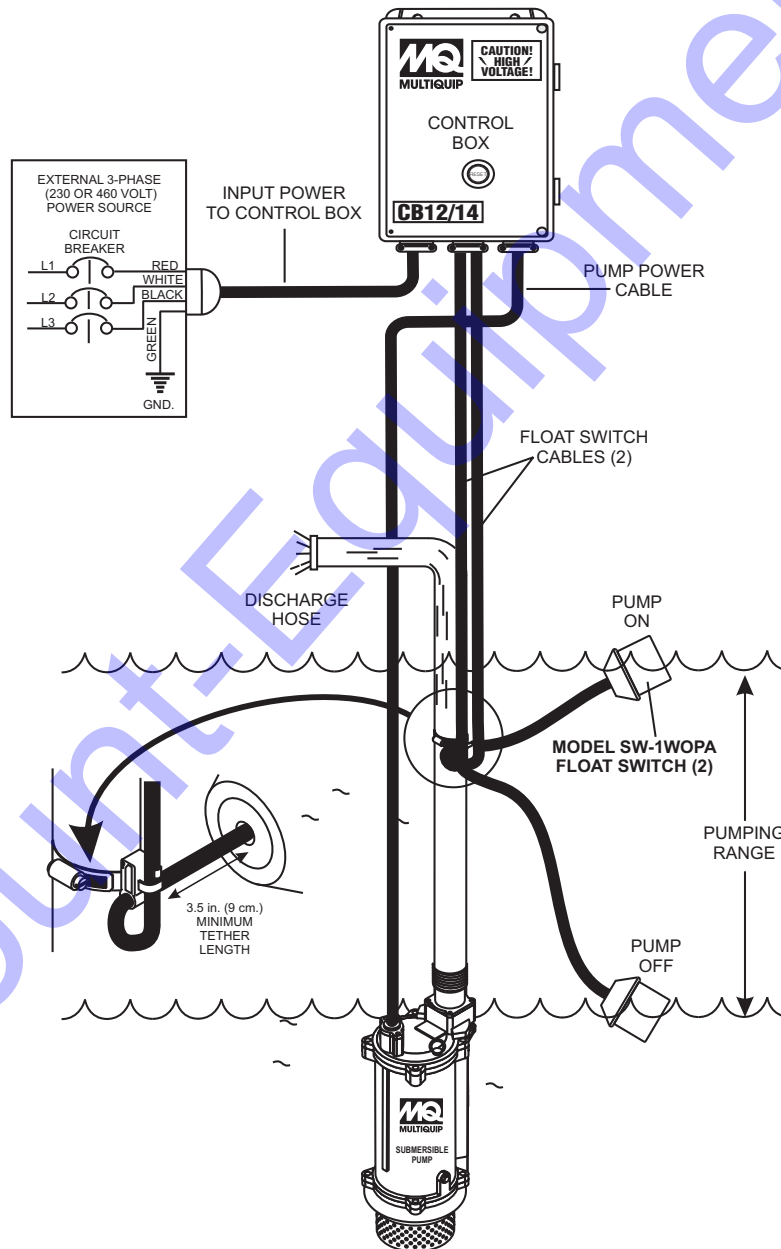 MQ
MULTIQUIP
CAUTION!
HIGH
VOLTAGE!
CONTROL
BOX
RESET
CB12/14
EXTERNAL 3-PHASE
(230 OR 460 VOLT)
POWER SOURCE
CIRCUIT
BREAKER
L1
RED
WHITE
L2
BLACK
L3
GREEN
GND.
INPUT POWER
TO CONTROL BOX
PUMP POWER
CABLE
FLOAT SWITCH
CABLES (2)
DISCHARGE
HOSE
PUMP
ON
MODEL SW-1WOPA
FLOAT SWITCH (2)
PUMPING
RANGE
3.5 in. (9 cm.)
MINIMUM
TETHER
LENGTH
PUMP
OFF
MQ
MULTIQUIP
SUBMERSIBLE
PUMP
ount-Equipme